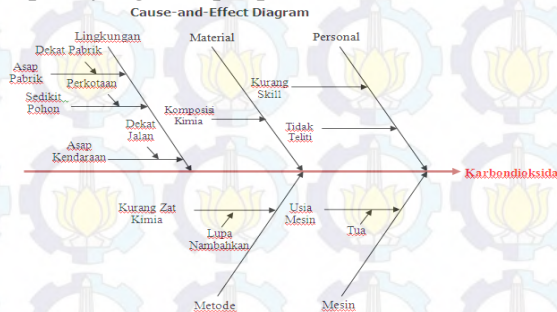 Cause-and-Effect Diagram
Lingkungan
Material
Personal
Dekat Pabrik
Asap
Pabrik
Perkotaan
Sedikit
Pohon
Dekat
Jalan
Asap
Kendaraan
Komposisi
Kimia
Kurang
Skill
Tidak
Teliti
Karbondioksida
Kurang Zat
Kimia
Lupa
Nambahkan
Usia
Mesin
Tua
Metode
Mesin